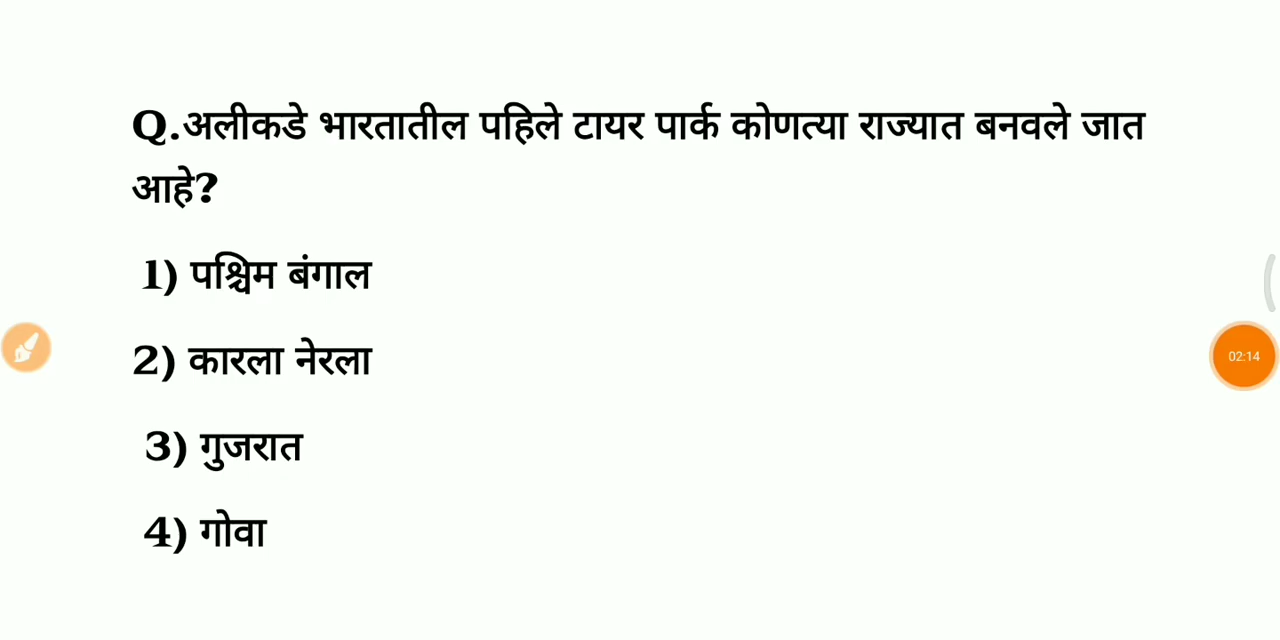 Q.अलीकडे भारतातील पहिले टायर पार्क कोणत्या राज्यात बनवले जात
आहे?
1) पश्चिम बंगाल
2) कारला नेरला
3) गुजरात
4) गोवा
02:14